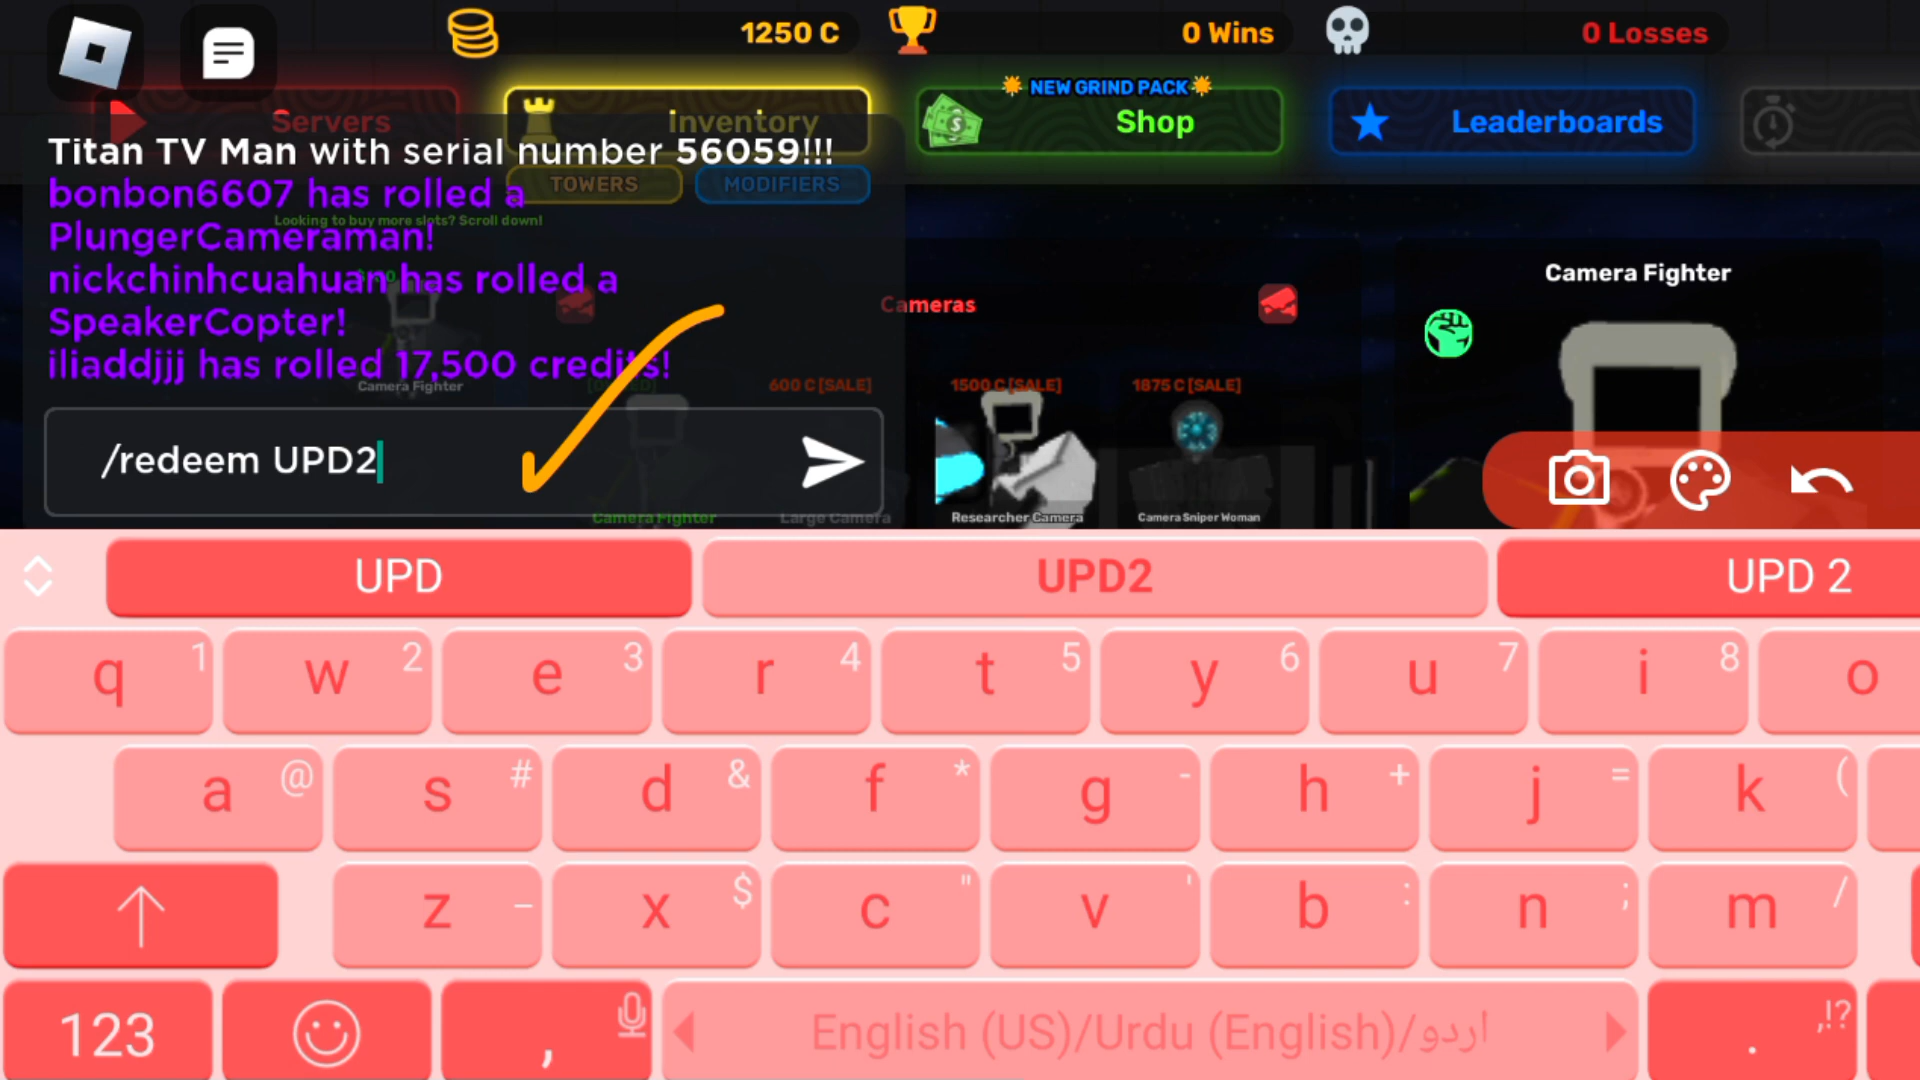 1250 C
0 Wins
0 Losses
NEW GRIND PACK
Servers
Inventory
Shop
Leaderboards
Titan TV Man with serial number 56059!!!
TOWERS
MODIFIERS
bonbon6607 has rolled a
Looking to buy more slots? Scroll down!
PlungerCameraman!
nickchinhcuahuan has rolled a
SpeakerCopter!
iliaddjjj has rolled 17,500 credits!
Cameras
Camera Fighter
Camera Fighter
600 C [SALE]
1500 C [SALE]
1875 C [SALE]
/redeem UPD2
Camera Fighter
Large Camera
Researcher Camera
Camera Sniper Woman
UPD
UPD2
UPD 2
q 1 w 2 e 3 r 4 t 5 y 6 u 7 i 8 o
a @ s # d & f * g - h + j = k (
z _ x $ c " v ' b : n ; m /
123 , English (US)/Urdu (English)/اردو . ,!?